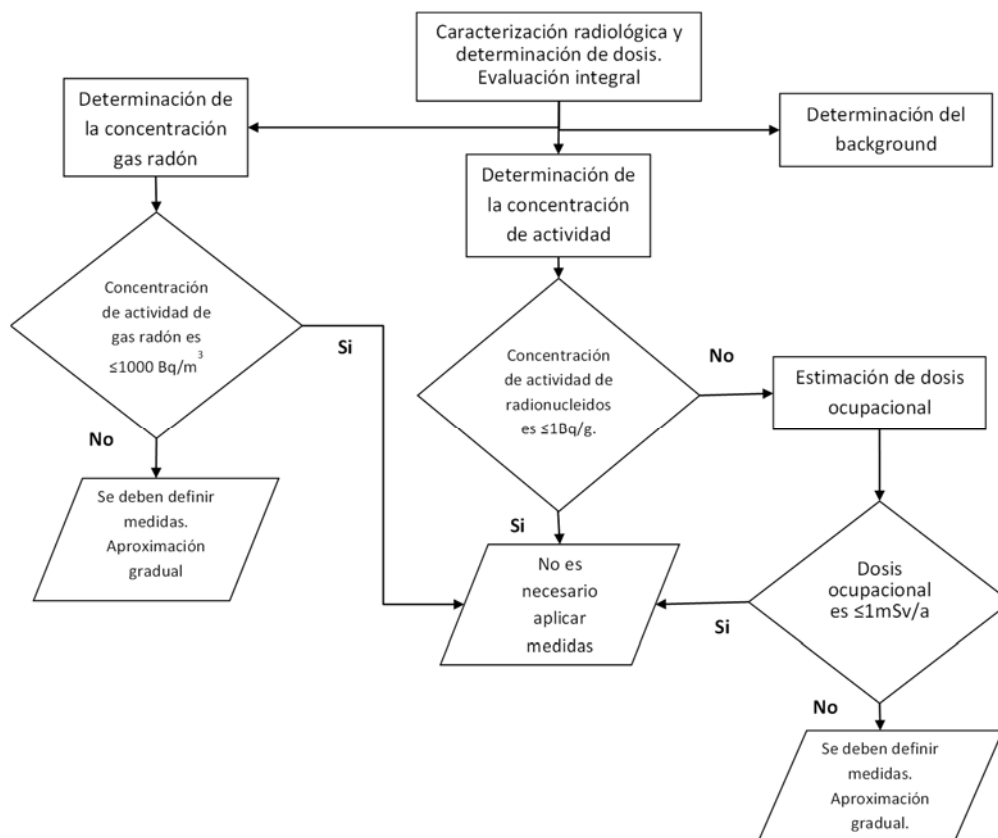 Caracterización radiológica y
determinación de dosis.
Evaluación integral
Determinación de
la concentración
gas radón
Determinación del
background
Determinación de
la concentración
de actividad
Concentración
de actividad de
gas radón es
≤1000 Bq/m³
Si
No
Se deben definir
medidas.
Aproximación
gradual
Concentración
de actividad de
radionucleidos
es ≤1Bq/g.
No
Estimación de dosis
ocupacional
Si
No es
necesario
aplicar
medidas
Dosis
ocupacional
es ≤1mSv/a
Si
No
Se deben definir
medidas.
Aproximación
gradual.